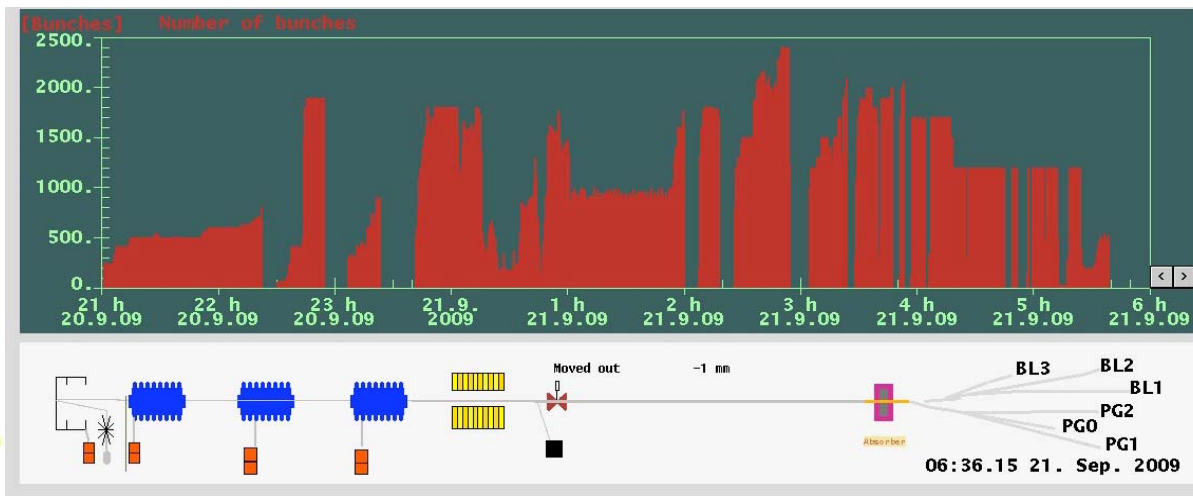 [Bunches] Number of bunches
2500.
2000.
1500.
1000.
500.
0.
21 h 22 h 23 h 21.9. 1 h 2 h 3 h 4 h 5 h 6 h
20.9.09 20.9.09 20.9.09 2009 21.9.09 21.9.09 21.9.09 21.9.09 21.9.09 21.9.09
< >
Moved out -1 mm
BL3 BL2
BL1
PG2
PG0
PG1
Absorber
06:36.15 21. Sep. 2009